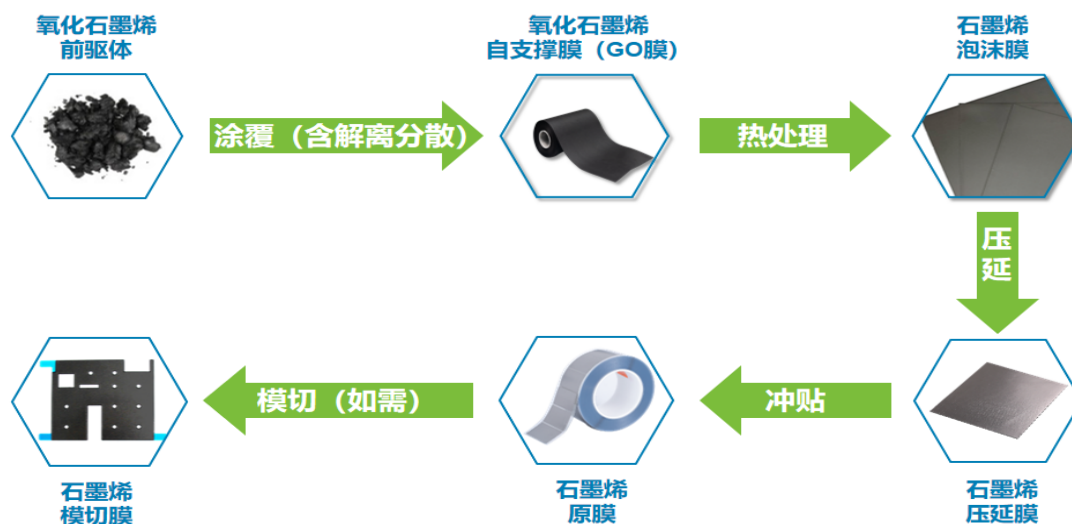 氧化石墨烯
前驱体
涂覆（含解离分散）
氧化石墨烯
自支撑膜（GO膜）
热处理
石墨烯
泡沫膜
压
延
石墨烯
压延膜
冲贴
石墨烯
原膜
模切（如需）
石墨烯
模切膜